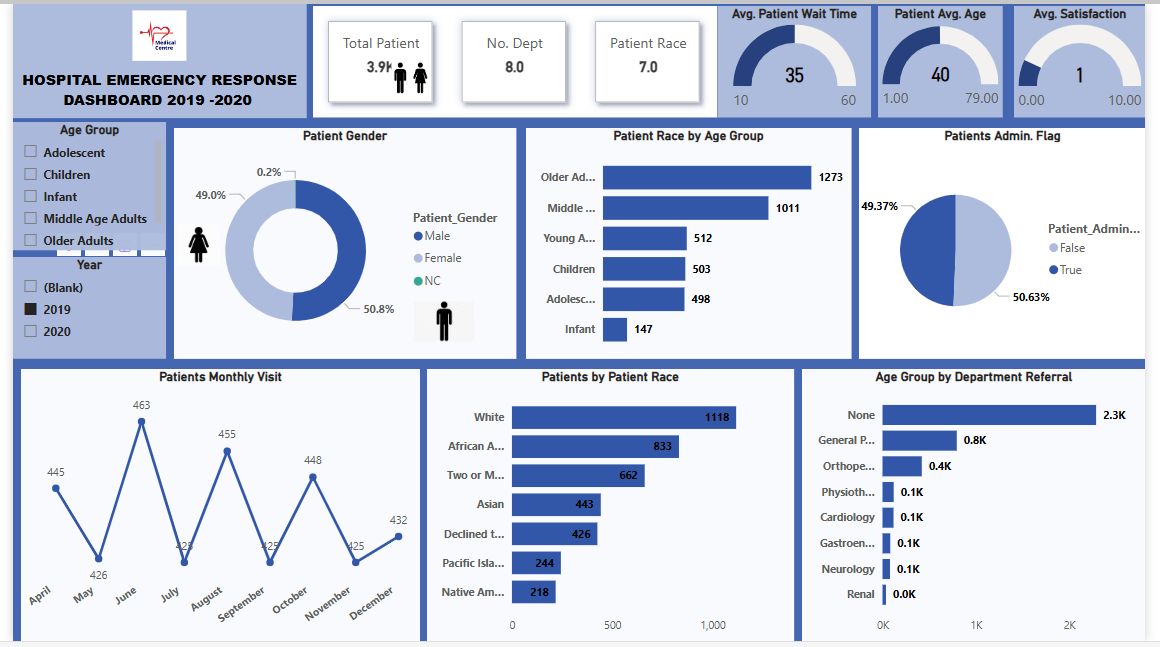 Medical
Centre
HOSPITAL EMERGENCY RESPONSE
DASHBOARD 2019 -2020
Total Patient
3.9K
No. Dept
8.0
Patient Race
7.0
Avg. Patient Wait Time
35
10
60
Patient Avg. Age
40
1.00
79.00
Avg. Satisfaction
1
0.00
10.00
Age Group
Adolescent
Children
Infant
Middle Age Adults
Older Adults
Year
(Blank)
2019
2020
Patient Gender
0.2%
49.0%
50.8%
Patient_Gender
Male
Female
NC
Patient Race by Age Group
Older Ad... 1273
Middle ... 1011
Young A... 512
Children 503
Adolesc... 498
Infant 147
Patients Admin. Flag
49.37%
50.63%
Patient_Admin...
False
True
Patients Monthly Visit
445
426
463
425
455
425
448
425
432
April
May
June
July
August
September
October
November
December
Patients by Patient Race
White 1118
African A... 833
Two or M... 662
Asian 443
Declined t... 426
Pacific Isla... 244
Native Am... 218
0 500 1,000
Age Group by Department Referral
None 2.3K
General P... 0.8K
Orthope... 0.4K
Physioth... 0.1K
Cardiology 0.1K
Gastroen... 0.1K
Neurology 0.1K
Renal 0.0K
0K 1K 2K